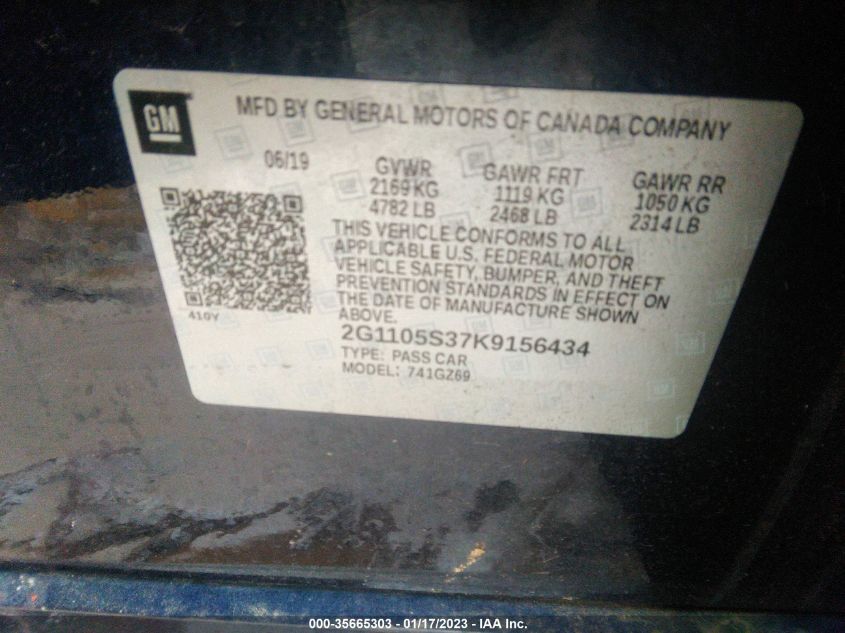 GM
MFD BY GENERAL MOTORS OF CANADA COMPANY
06/19
GVWR
2169 KG
4782 LB
GAWR FRT
1119 KG
2468 LB
GAWR RR
1050 KG
2314 LB
THIS VEHICLE CONFORMS TO ALL
APPLICABLE U.S. FEDERAL MOTOR
VEHICLE SAFETY, BUMPER, AND THEFT
PREVENTION STANDARDS IN EFFECT ON
THE DATE OF MANUFACTURE SHOWN
ABOVE.
410Y
2G1105S37K9156434
TYPE: PASS CAR
MODEL: 741GZ69
000-35665303 - 01/17/2023 - IAA Inc.